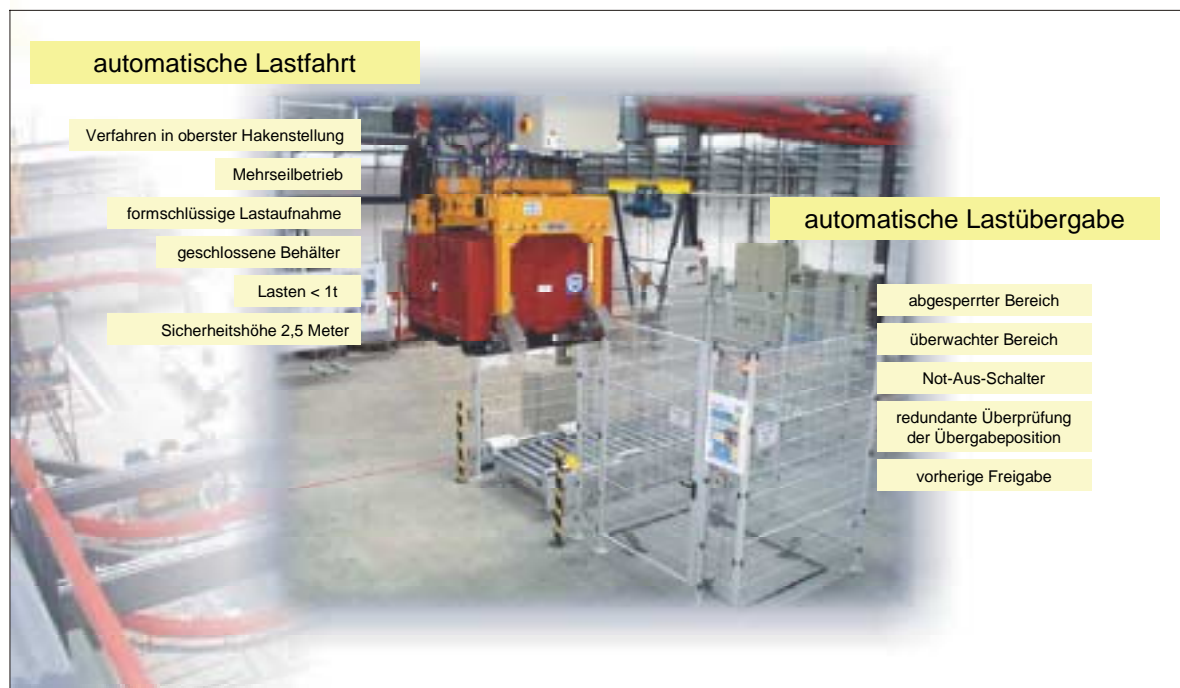 automatische Lastfahrt
Verfahren in oberster Hakenstellung
Mehrseilbetrieb
formschlüssige Lastaufnahme
geschlossene Behälter
Lasten < 1t
Sicherheitshöhe 2,5 Meter
automatische Lastübergabe
abgesperrter Bereich
überwachter Bereich
Not-Aus-Schalter
redundante Überprüfung
der Übergabeposition
vorherige Freigabe